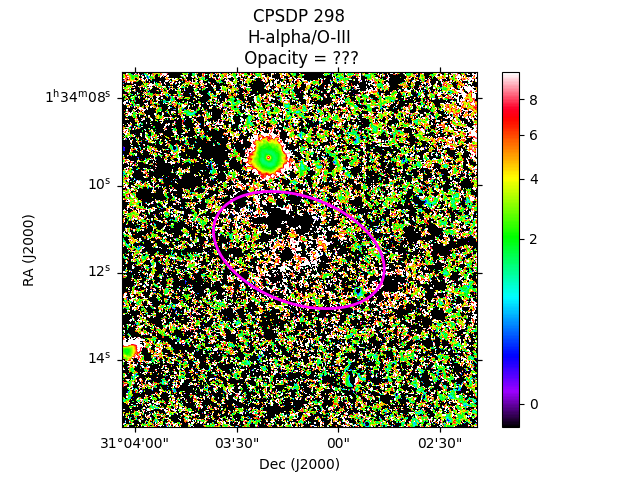 CPSDP 298
H-alpha/O-III
Opacity = ???
1ʰ34ᵐ08ˢ
10ˢ
12ˢ
14ˢ
RA (J2000)
31°04'00"
03'30"
00"
02'30"
Dec (J2000)
8
6
4
2
0